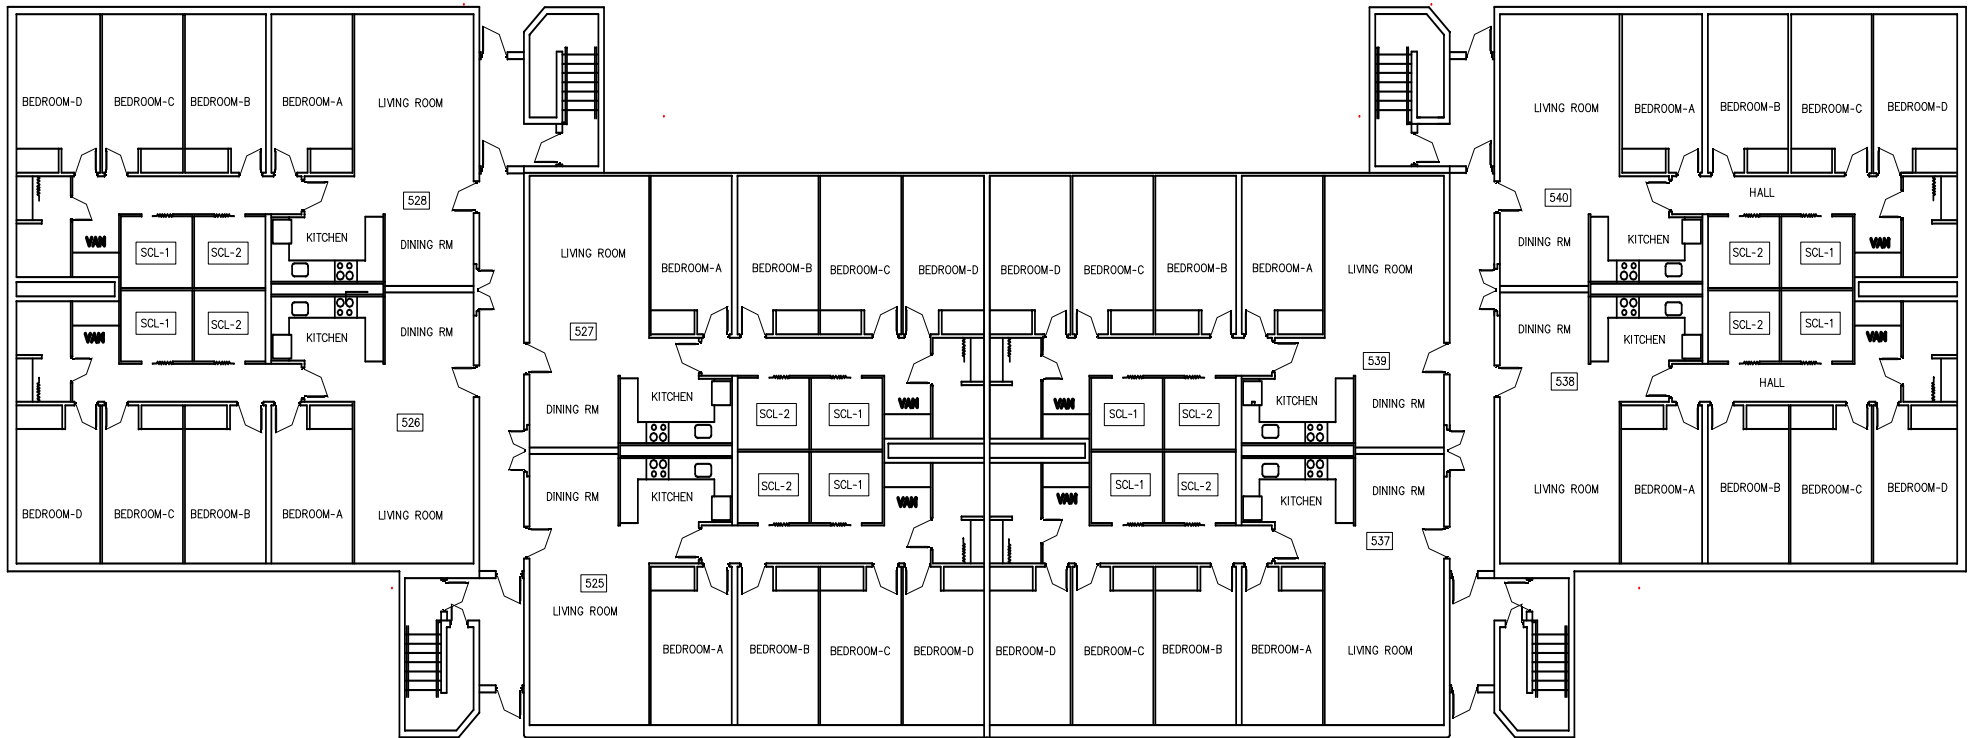 BEDROOM-D BEDROOM-C BEDROOM-B BEDROOM-A LIVING ROOM
528
KITCHEN DINING RM
VAN SCL-1 SCL-2
VAN SCL-1 SCL-2
KITCHEN DINING RM
526
BEDROOM-D BEDROOM-C BEDROOM-B BEDROOM-A LIVING ROOM
LIVING ROOM BEDROOM-A BEDROOM-B BEDROOM-C BEDROOM-D
527
DINING RM KITCHEN SCL-2 SCL-1 VAN
DINING RM KITCHEN SCL-2 SCL-1 VAN
525
LIVING ROOM
BEDROOM-A BEDROOM-B BEDROOM-C BEDROOM-D
BEDROOM-D BEDROOM-C BEDROOM-B BEDROOM-A LIVING ROOM
539
VAN SCL-1 SCL-2 KITCHEN DINING RM
VAN SCL-1 SCL-2 KITCHEN DINING RM
537
BEDROOM-D BEDROOM-C BEDROOM-B BEDROOM-A LIVING ROOM
LIVING ROOM BEDROOM-A BEDROOM-B BEDROOM-C BEDROOM-D
540 HALL
DINING RM KITCHEN SCL-2 SCL-1 VAN
DINING RM KITCHEN SCL-2 SCL-1 VAN
538 HALL
LIVING ROOM BEDROOM-A BEDROOM-B BEDROOM-C BEDROOM-D